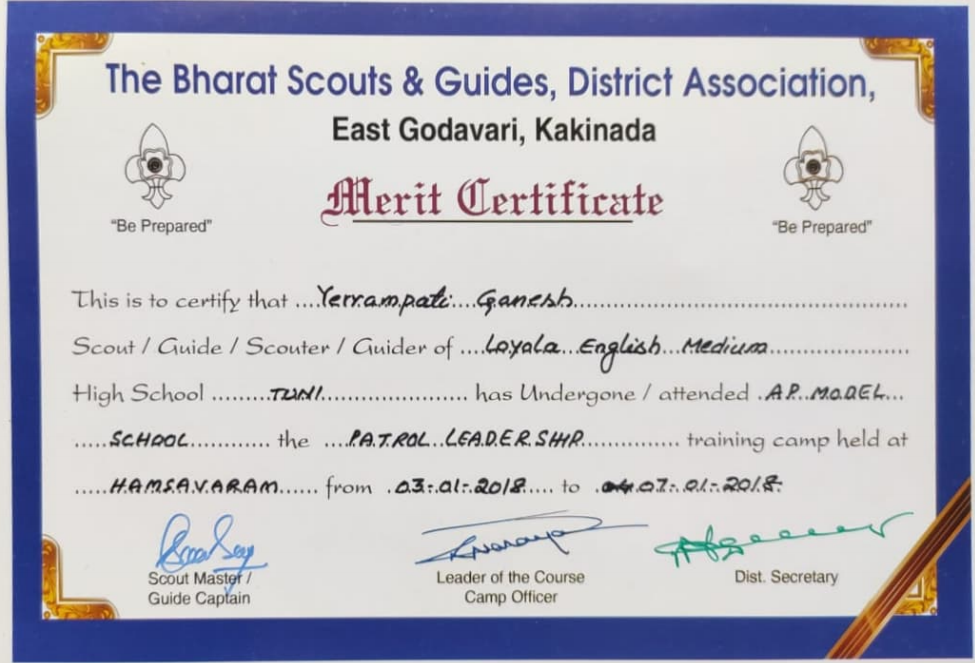 The Bharat Scouts & Guides, District Association,
East Godavari, Kakinada
Merit Certificate
"Be Prepared"
"Be Prepared"
This is to certify that ....Yerrampati....Ganesh....
Scout / Guide / Scouter / Guider of ....Loyala...English...Medium....
High School .........TUNI.... has Undergone / attended .A.P..MODEL...
.....SCHOOL............ the ....PATROL..LEADERSHIP.............. training camp held at
.....HAMSAVARAM...... from .03-01-2018..... to .07-01-2018.
Scout Master / Guide Captain
Leader of the Course Camp Officer
Dist. Secretary